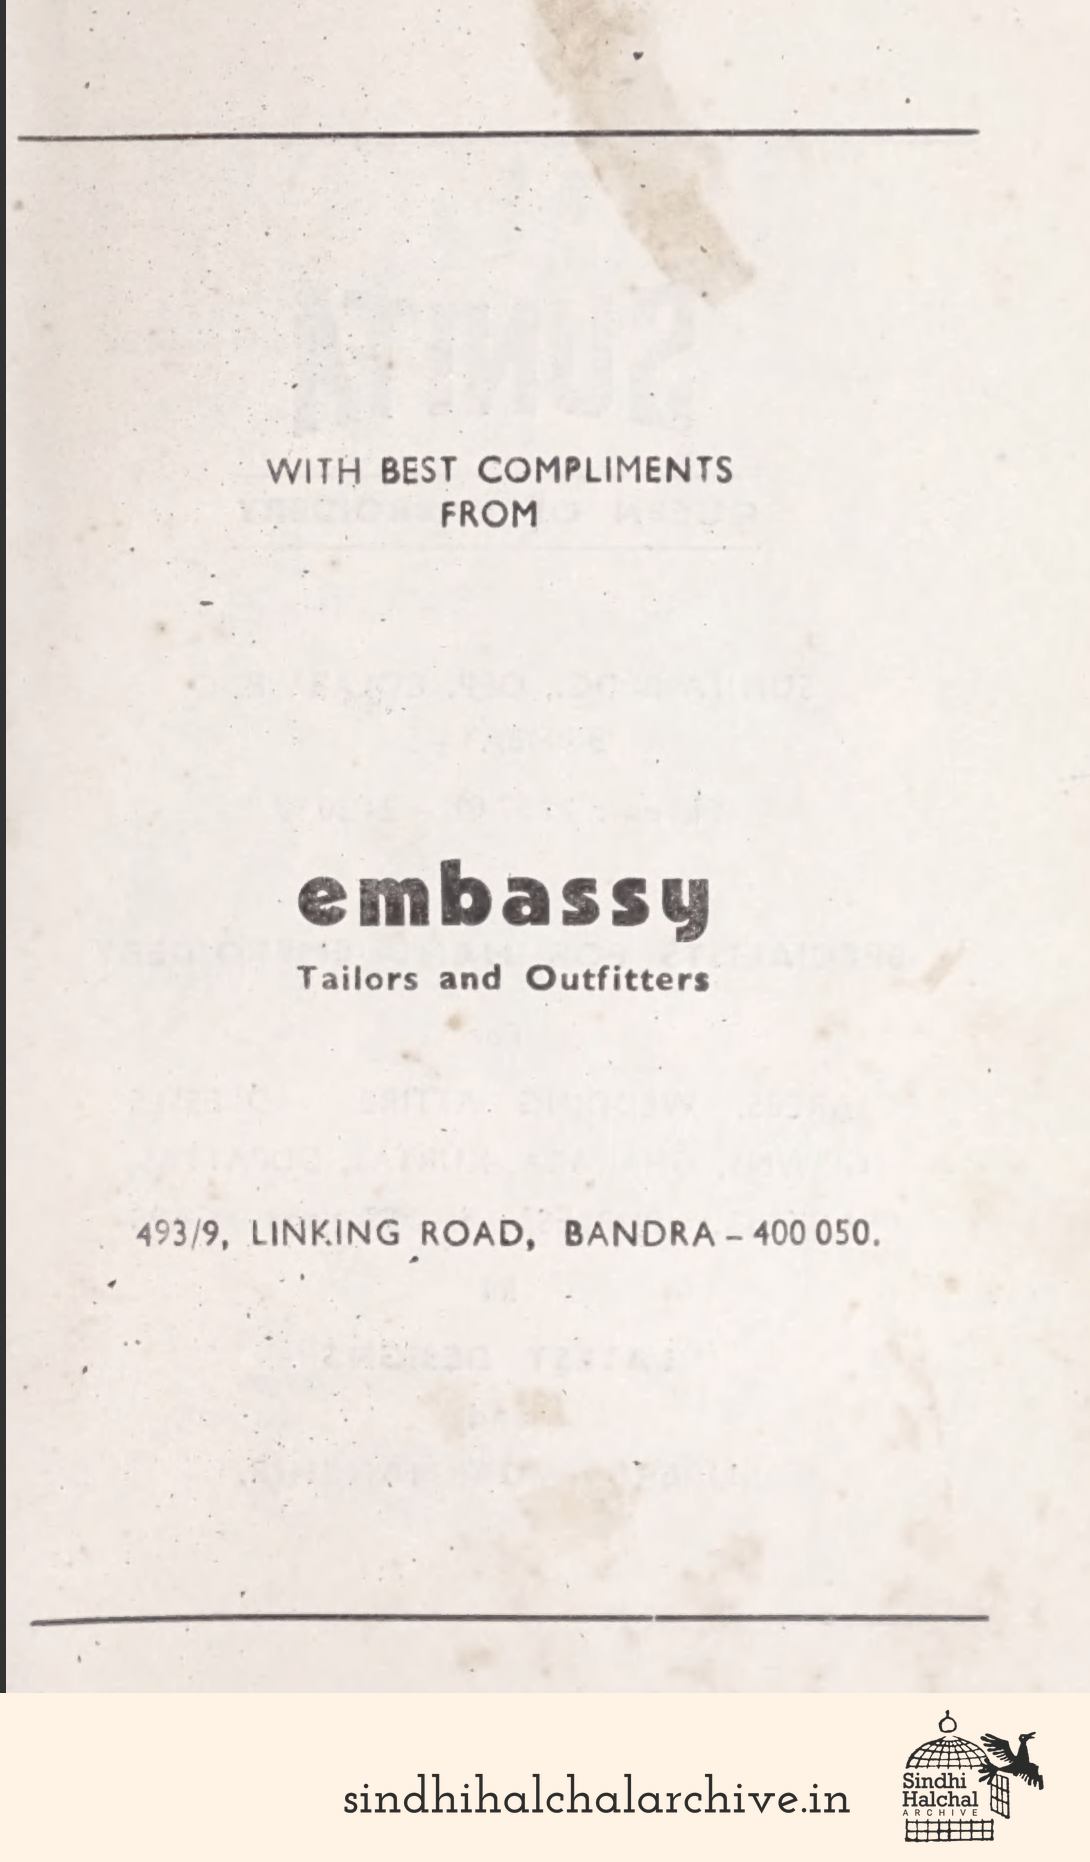 WITH BEST COMPLIMENTS
FROM
embassy
Tailors and Outfitters
493/9, LINKING ROAD, BANDRA – 400 050.
sindhihalchalarchive.in
Sindhi
Halchal
ARCHIVE